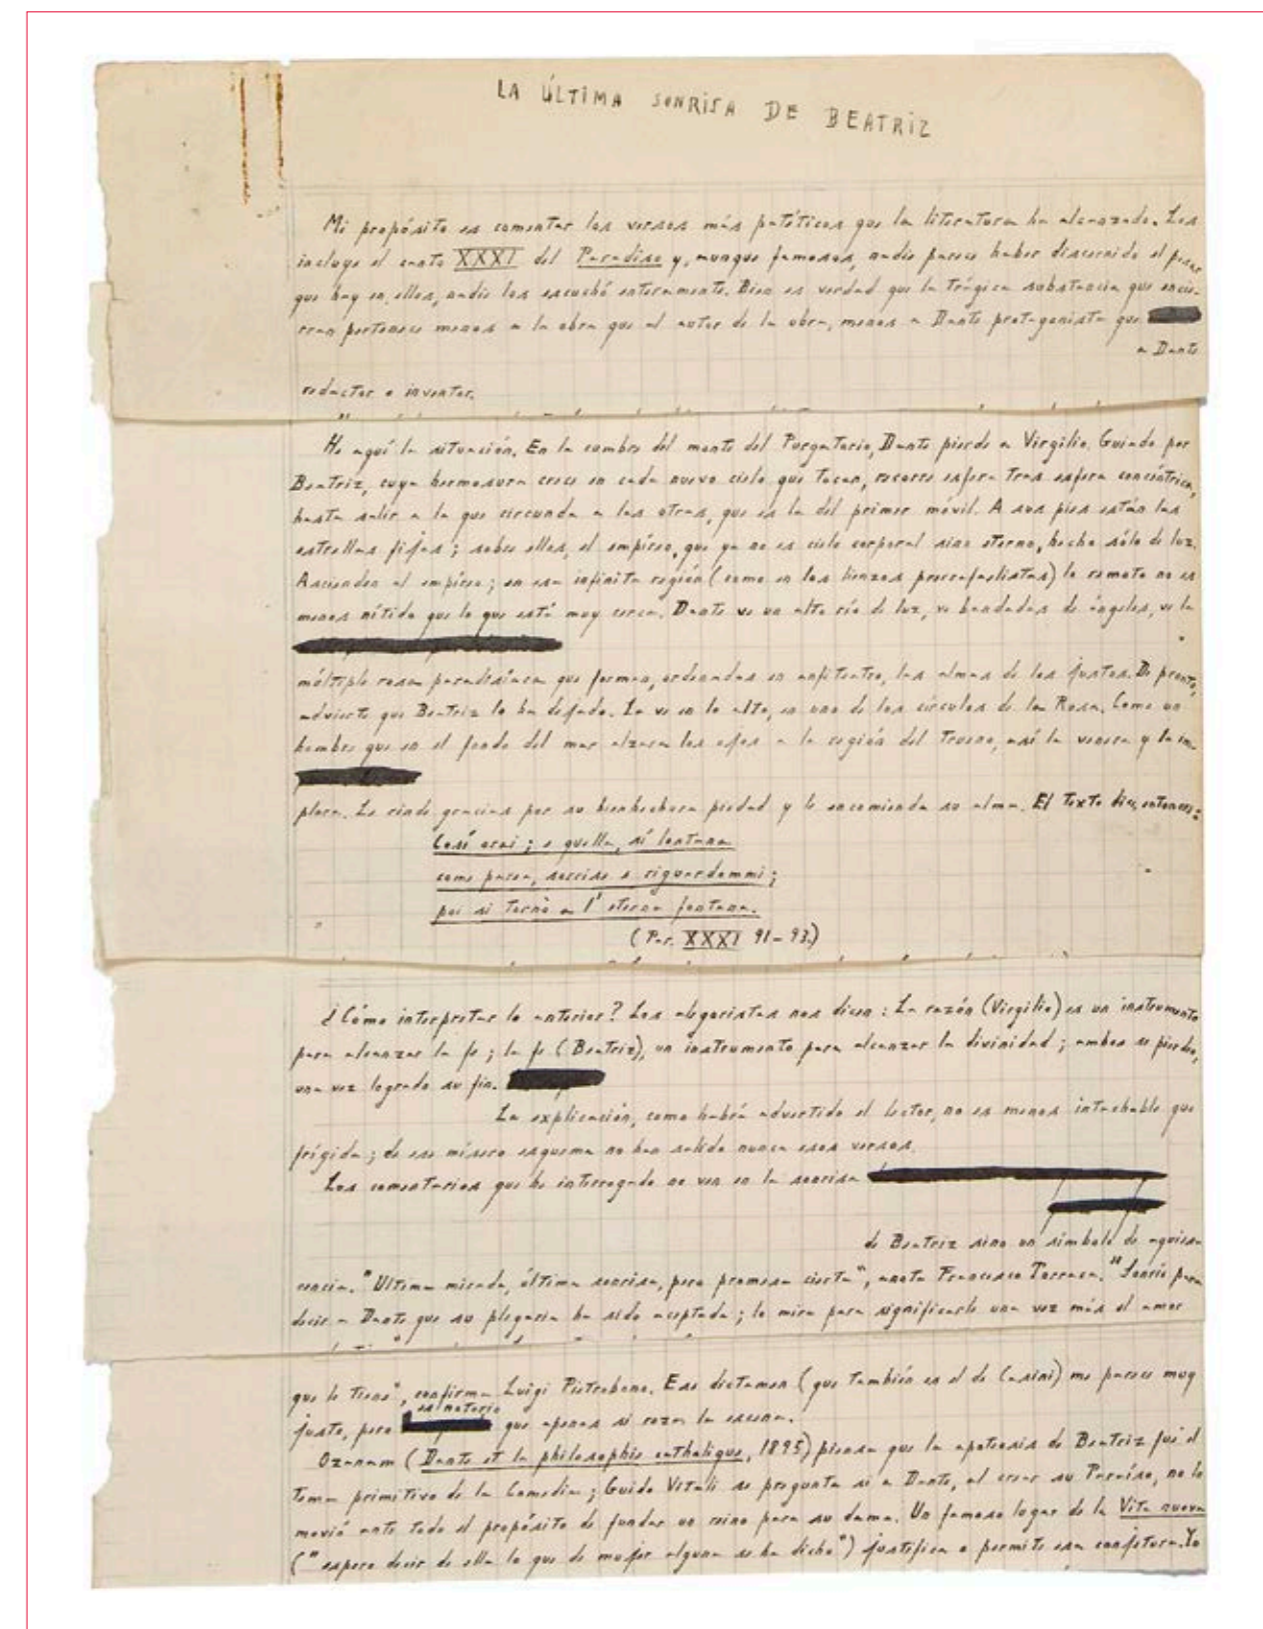 LA ÚLTIMA SONRISA DE BEATRIZ
Mi propósito es comentar los versos más patéticos que la literatura ha alcanzado. Los
incluye el canto XXXI del Paradiso y, aunque famosos, nadie parece haber discernido el pesar
que hay en ellos, nadie los escuchó enteramente. Bien es verdad que la trágica substancia que encie-
rran pertenece menos a la obra que al autor de la obra, menos a Dante protagonista que
a Dante
redactor o inventor.
He aquí la situación. En la cumbre del monte del Purgatorio, Dante pierde a Virgilio. Guiado por
Beatriz, cuya hermosura crece en cada nuevo cielo que tocan, recorre esfera tras esfera concéntrica,
hasta salir a la que circunda a las otras, que es la del primer móvil. A sus pies están las
estrellas fijas; sobre ellas, el empíreo, que ya no es cielo corporal sino eterno, hecho sólo de luz.
Ascienden al empíreo; en esa infinita región (como en los lienzos prerrafaelistas) lo remoto no es
menos nítido que lo que está muy cerca. Dante ve un alto río de luz, ve bandadas de ángeles, ve la
múltiple rosa paradisíaca que forman, ordenadas en anfiteatro, las almas de los justos. De pronto,
advierte que Beatriz lo ha dejado. La ve en lo alto, en uno de los círculos de la Rosa. Como un
hombre que en el fondo del mar alzara los ojos a la región del trueno, así la venera y la im-
plora. Le rinde gracias por su bienhechora piedad y le encomienda su alma. El texto dice, entonces:
Così orai; e quella, sí lontana
come parea, sorrise e riguardommi;
poi si tornò a l'eterna fontana.
(Par. XXXI 91-93.)
¿Cómo interpretar lo anterior? Los alegoristas nos dicen: La razón (Virgilio) es un instrumento
para alcanzar la fe; la fe (Beatriz), un instrumento para alcanzar la divinidad; ambos se pierden,
una vez logrado su fin.
La explicación, como habrá advertido el lector, no es menos intachable que
frígida; de ese mísero esquema no han salido nunca esos versos.
Los comentarios que he interrogado no ven en la sonrisa
de Beatriz sino un símbolo de aquies-
cencia. "Ultima mirada, última sonrisa, pero promesa cierta", anota Francesco Torraca. "Sonríe para
decir a Dante que su plegaria ha sido aceptada; lo mira para significarle una vez más el amor
que le tiene", confirma Luigi Pietrobono. Ese dictamen (que también es el de Casini) me parece muy
justo, pero es notorio que apenas si roza la escena.
Ozanam (Dante et la philosophie catholique, 1895) piensa que la apoteosis de Beatriz fué el
tema primitivo de la Comedia; Guido Vitali se pregunta si a Dante, al crear su Paraíso, no lo
movió ante todo el propósito de fundar un reino para su dama. Un famoso lugar de la Vita nuova
("espero decir de ella lo que de mujer alguna se ha dicho") justifica o permite esa conjetura. Yo